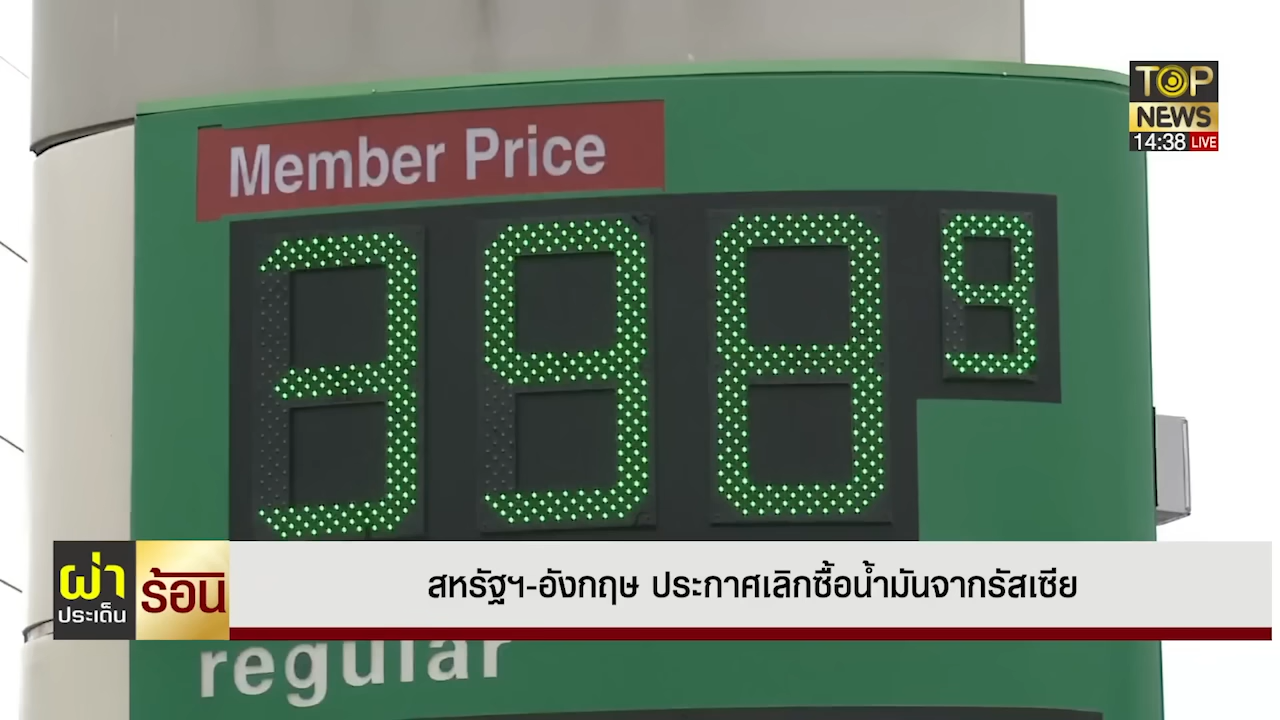 TOP
NEWS
14:38 LIVE
Member Price
3989
ผ่า
ประเด็น
ร้อน
สหรัฐฯ-อังกฤษ ประกาศเลิกซื้อน้ำมันจากรัสเซีย
regular